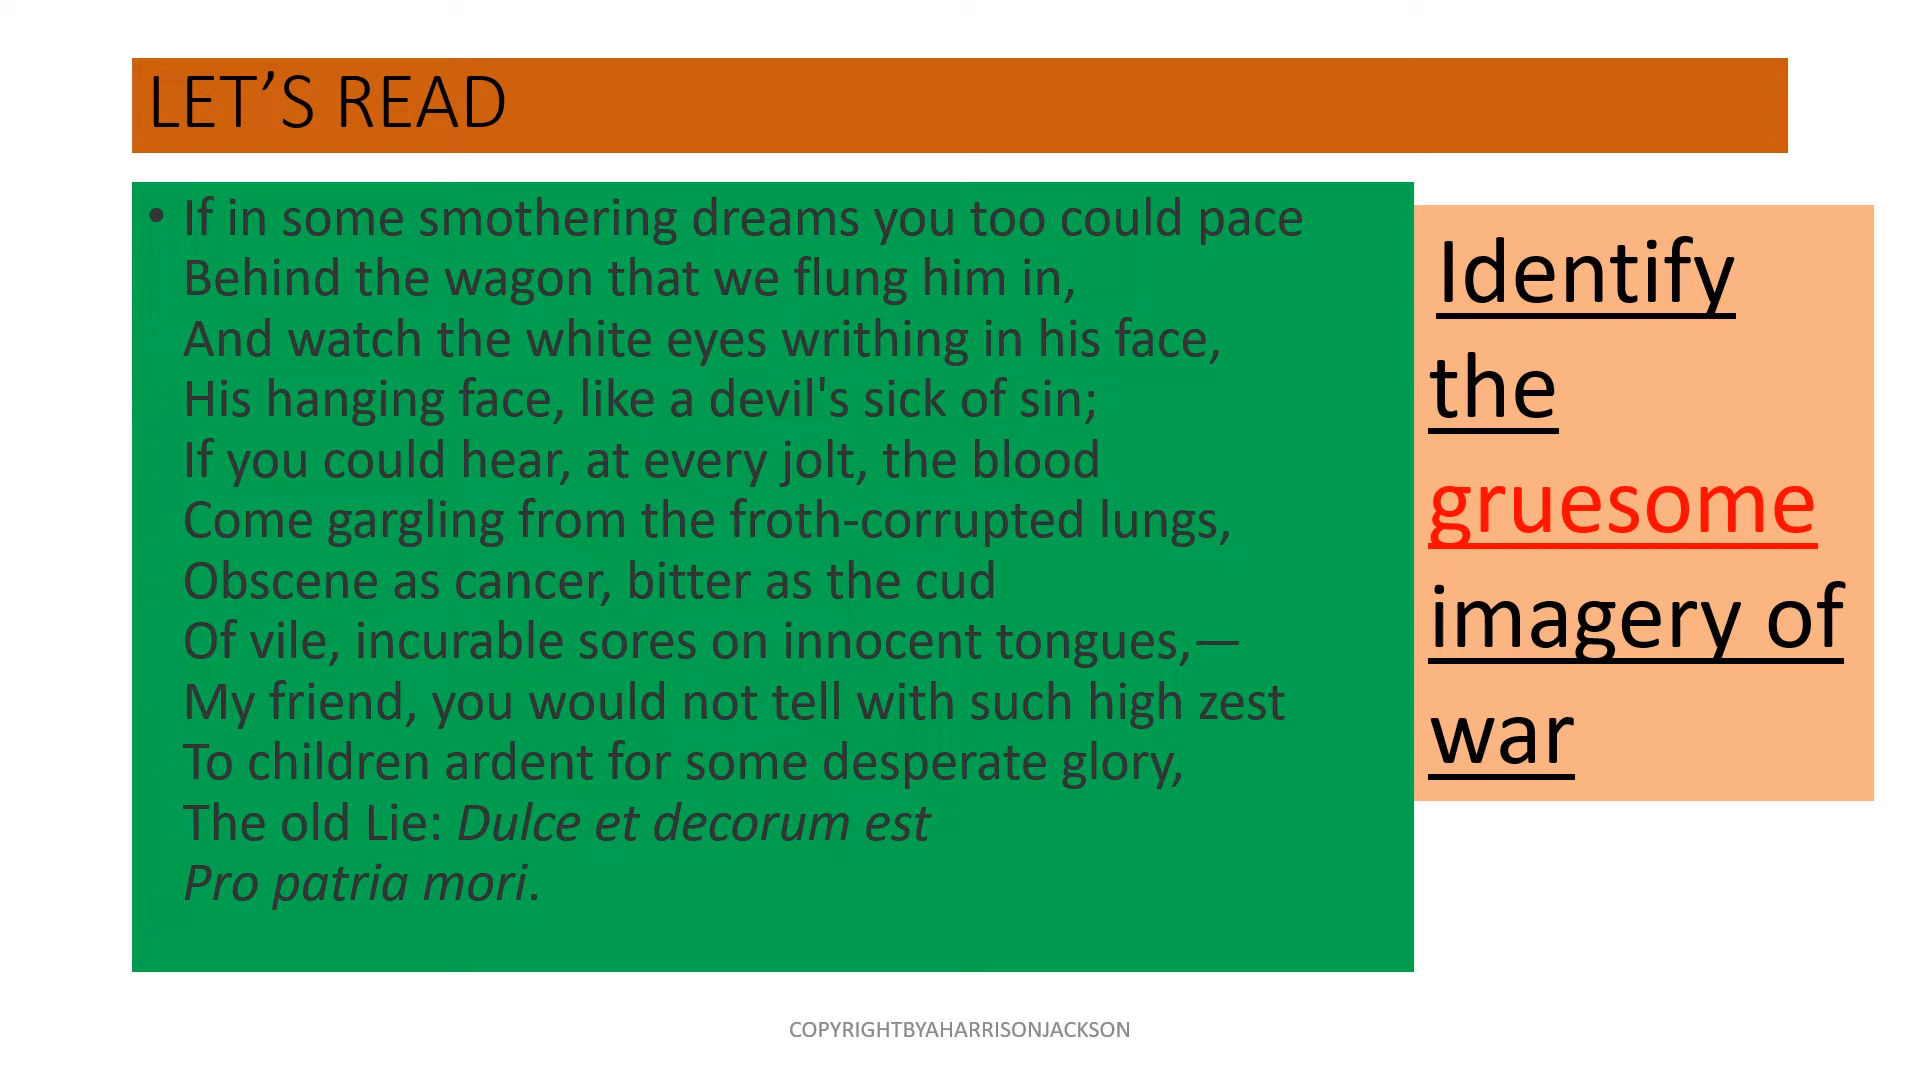 LET’S READ
• If in some smothering dreams you too could pace
Behind the wagon that we flung him in,
And watch the white eyes writhing in his face,
His hanging face, like a devil's sick of sin;
If you could hear, at every jolt, the blood
Come gargling from the froth-corrupted lungs,
Obscene as cancer, bitter as the cud
Of vile, incurable sores on innocent tongues,—
My friend, you would not tell with such high zest
To children ardent for some desperate glory,
The old Lie: Dulce et decorum est
Pro patria mori.
Identify
the
gruesome
imagery of
war
COPYRIGHTBYAHARRISONJACKSON